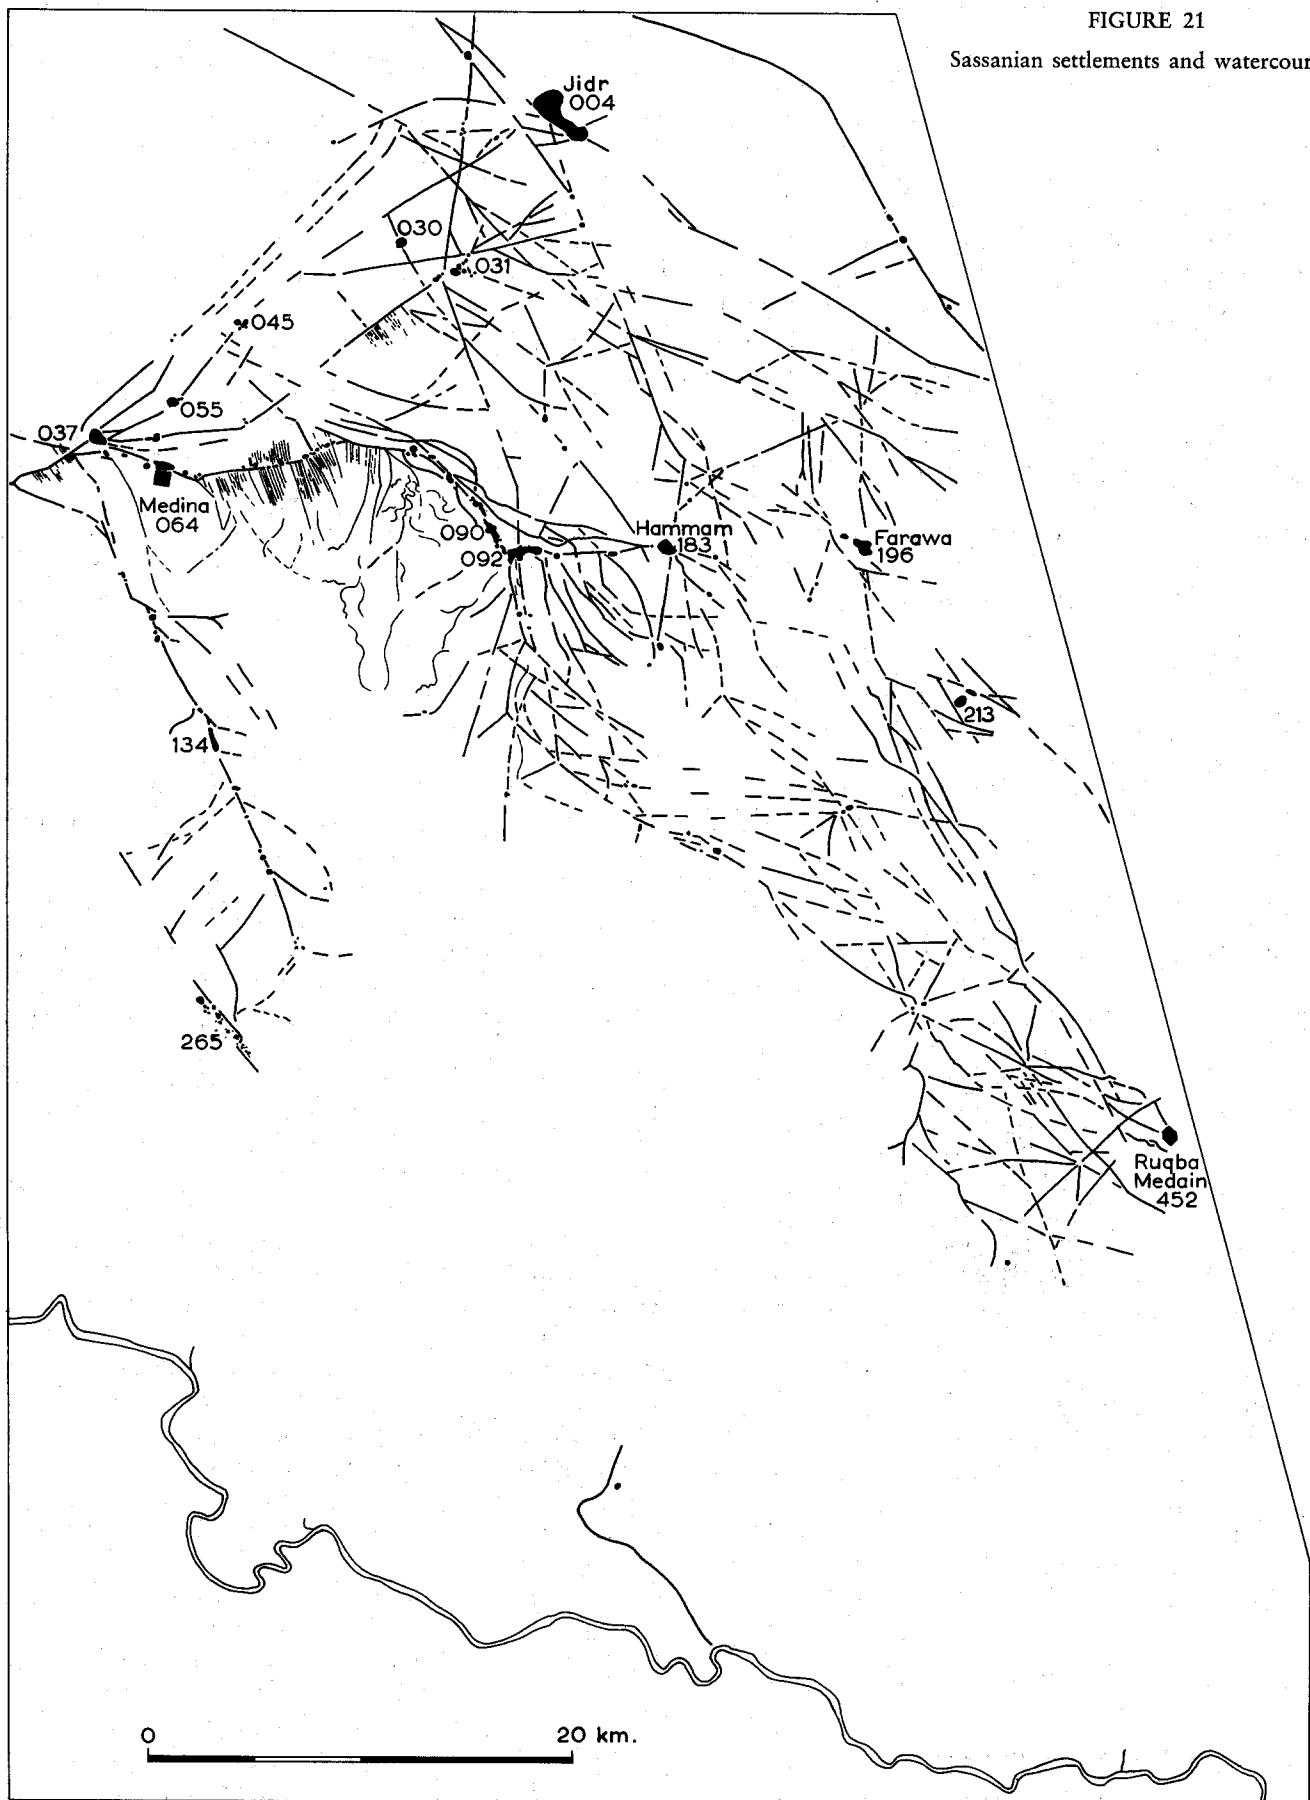 FIGURE 21
Sassanian settlements and watercour
Jidr
004
030
031
045
055
037
Medina
064
090
092
Hammam
183
Farawa
196
213
134
265
Ruqba
Medain
452
0 20 km.